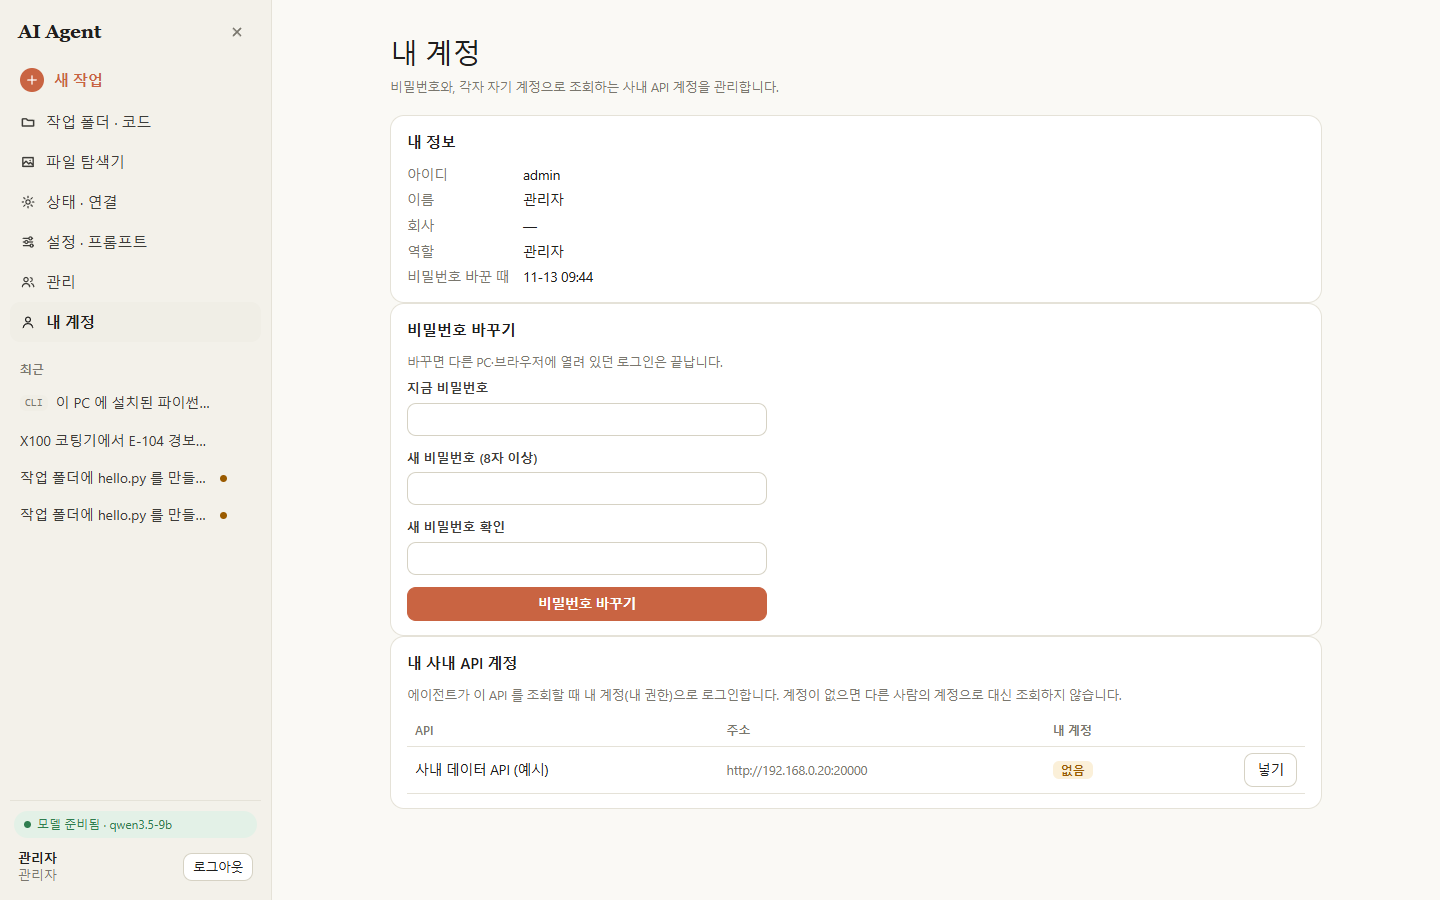 AI Agent
새 작업
작업 폴더 · 코드
파일 탐색기
상태 · 연결
설정 · 프롬프트
관리
내 계정
최근
CLI 이 PC 에 설치된 파이썬...
X100 코팅기에서 E-104 경보...
작업 폴더에 hello.py 를 만들...
작업 폴더에 hello.py 를 만들...
모델 준비됨 · qwen3.5-9b
관리자
관리자
로그아웃
내 계정
비밀번호와, 각자 자기 계정으로 조회하는 사내 API 계정을 관리합니다.
내 정보
아이디 admin
이름 관리자
회사 —
역할 관리자
비밀번호 바꾼 때 11-13 09:44
비밀번호 바꾸기
바꾸면 다른 PC·브라우저에 열려 있던 로그인은 끝납니다.
지금 비밀번호
새 비밀번호 (8자 이상)
새 비밀번호 확인
비밀번호 바꾸기
내 사내 API 계정
에이전트가 이 API 를 조회할 때 내 계정(내 권한)으로 로그인합니다. 계정이 없으면 다른 사람의 계정으로 대신 조회하지 않습니다.
API 주소 내 계정
사내 데이터 API (예시) http://192.168.0.20:20000 없음 넣기